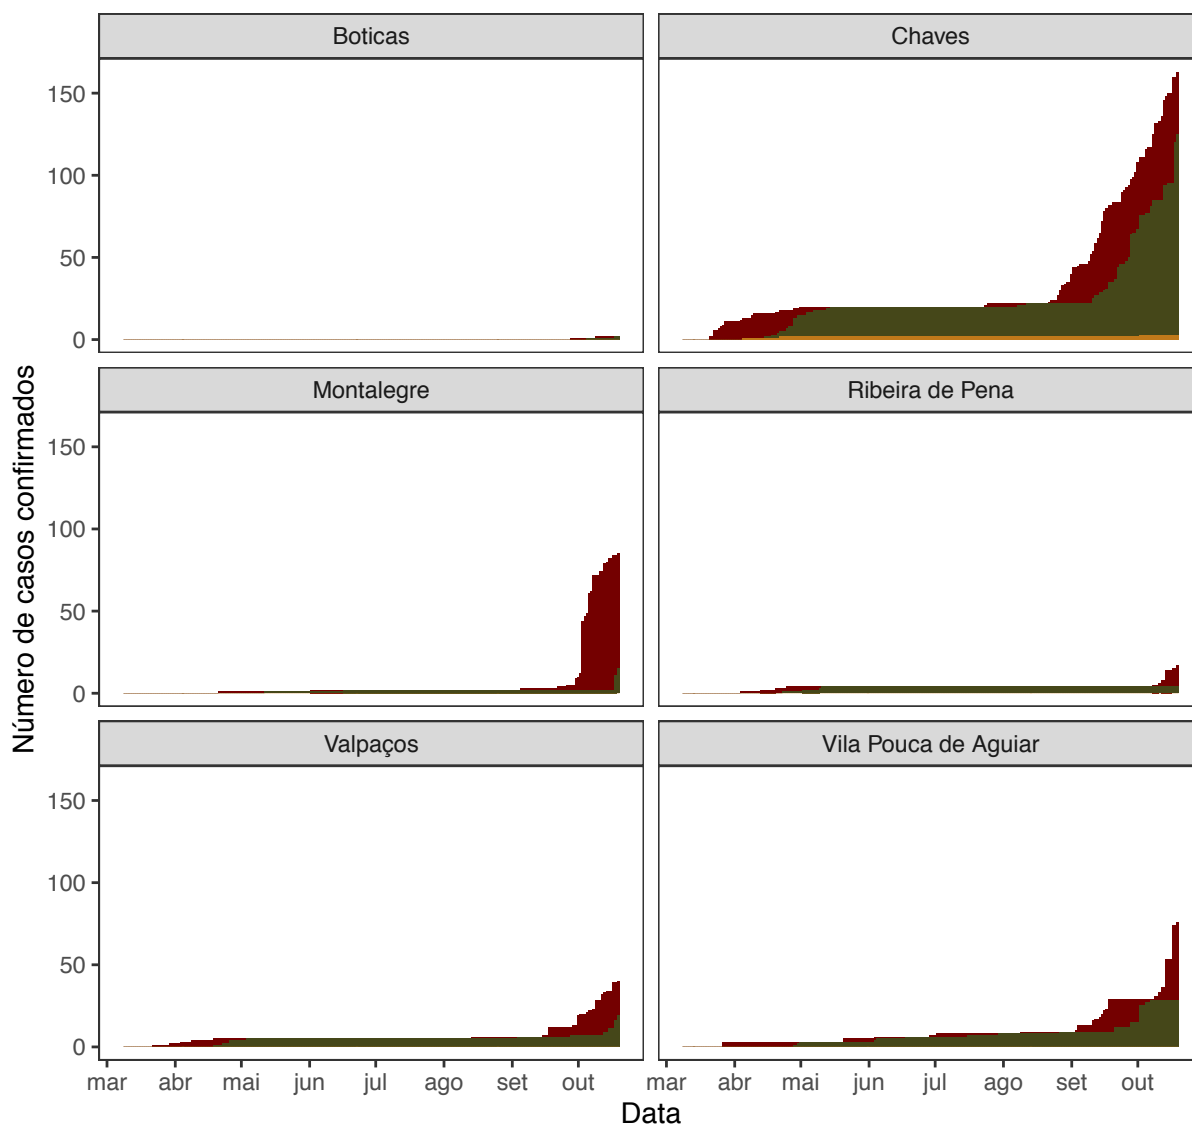 Boticas
Chaves
150
100
50
0
Montalegre
Ribeira de Pena
150
100
50
0
Número de casos confirmados
Valpaços
Vila Pouca de Aguiar
150
100
50
0
mar abr mai jun jul ago set out
mar abr mai jun jul ago set out
Data